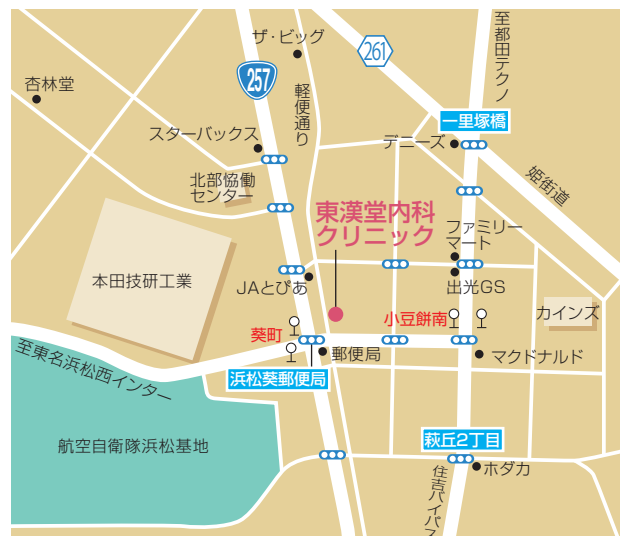 ザ・ビッグ
261
至都田テクノ
257
杏林堂
軽便通り
一里塚橋
スターバックス
デニーズ
北部協働
センター
姫街道
東漢堂内科
クリニック
ファミリー
マート
本田技研工業
JAとぴあ
出光GS
カインズ
小豆餅南
葵町
郵便局
マクドナルド
至東名浜松西インター
浜松葵郵便局
萩丘2丁目
航空自衛隊浜松基地
ホダカ
住吉バイパス